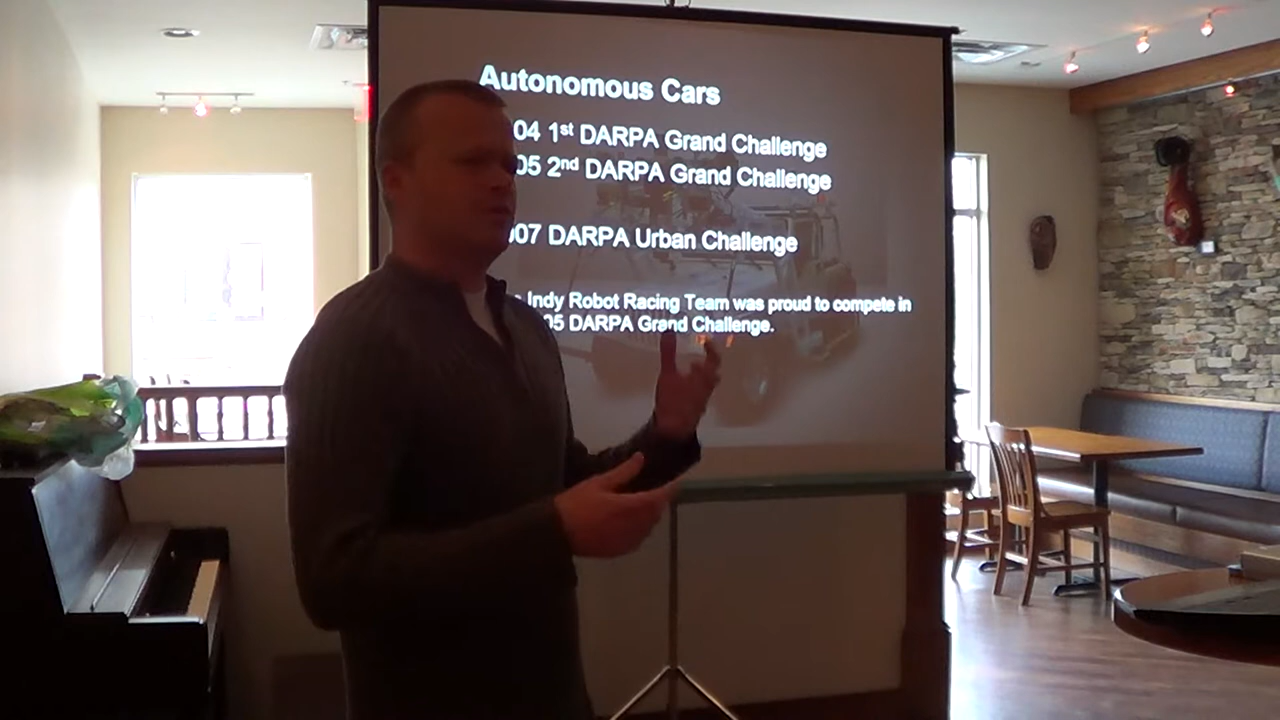 Autonomous Cars
04 1st DARPA Grand Challenge
05 2nd DARPA Grand Challenge
07 DARPA Urban Challenge
Indy Robot Racing Team was proud to compete in
05 DARPA Grand Challenge.